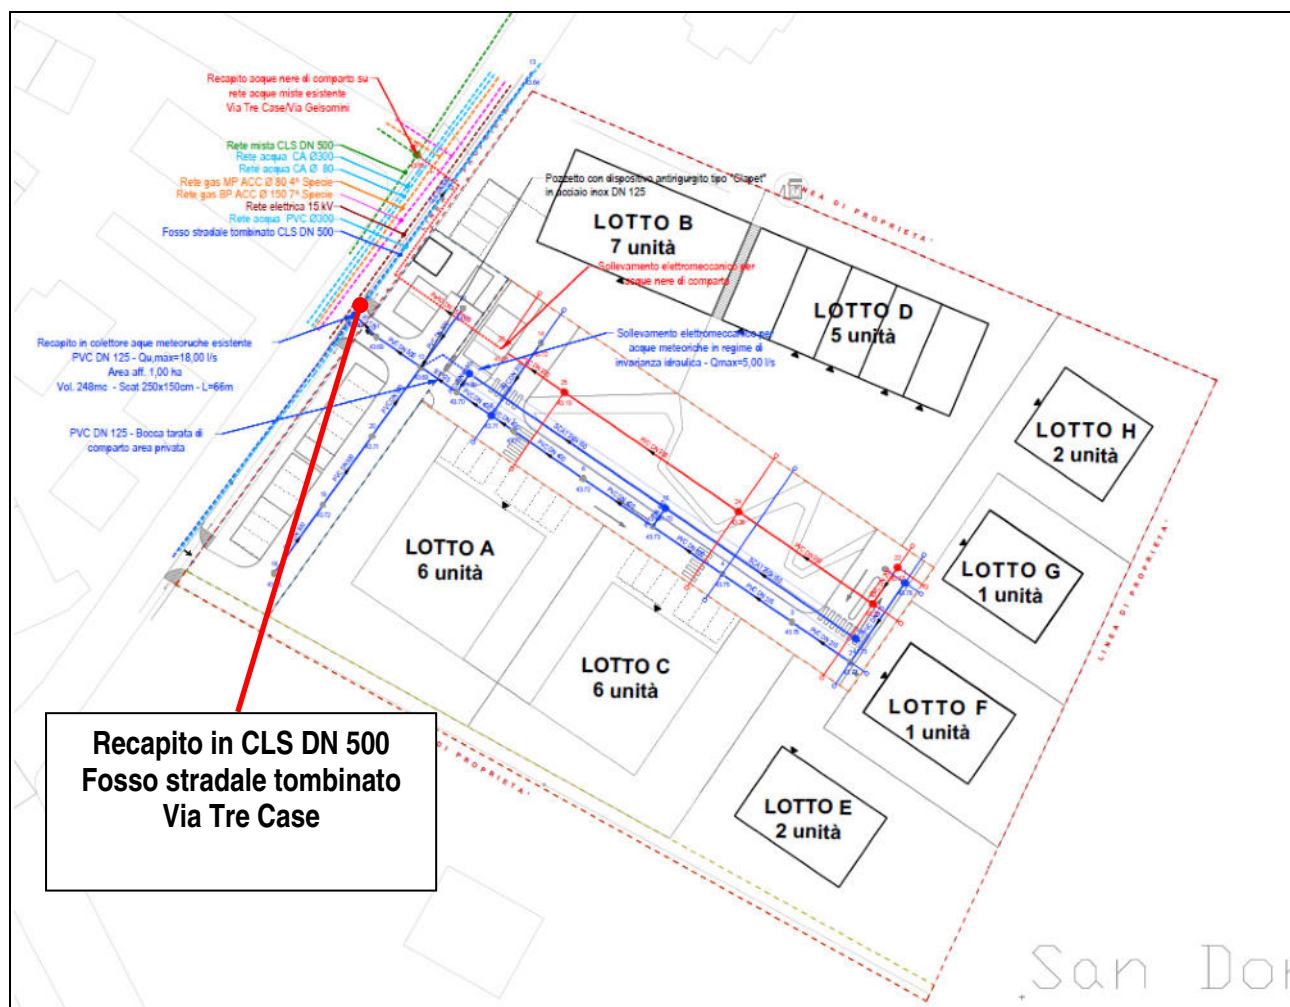 Recapito acque nere di comparto su
rete acque miste esistente
Via Tre Case/Via Gelsomini
Rete mista CLS DN 500
Rete acqua CA Ø300
Rete acqua CA Ø 80
Rete gas MP ACC Ø 80 4ª Specie
Rete gas BP ACC Ø 150 7ª Specie
Rete elettrica 15 kV
Rete acqua PVC Ø300
Fosso stradale tombinato CLS DN 500
Pozzetto con dispositivo antirigurgito tipo "Clapet"
in acciaio inox DN 125
LINEA DI PROPRIETA'
LOTTO B
7 unità
Sollevamento elettromeccanico per
acque nere di comparto
LOTTO D
5 unità
Recapito in colettore aque meteoruche esistente
PVC DN 125 - Qu,max=18,00 l/s
Area aff. 1,00 ha
Vol. 248mc - Scat 250x150cm - L=66m
Sollevamento elettromeccanico per
acque meteoriche in regime di
invarianza idraulica - Qmax=5,00 l/s
PVC DN 125 - Bocca tarata di
comparto area privata
LOTTO H
2 unità
LOTTO A
6 unità
LOTTO G
1 unità
LINEA DI PROPRIETA'
LOTTO C
6 unità
LOTTO F
1 unità
Recapito in CLS DN 500
Fosso stradale tombinato
Via Tre Case
DI PROPRIETA'
LOTTO E
2 unità
San Dor